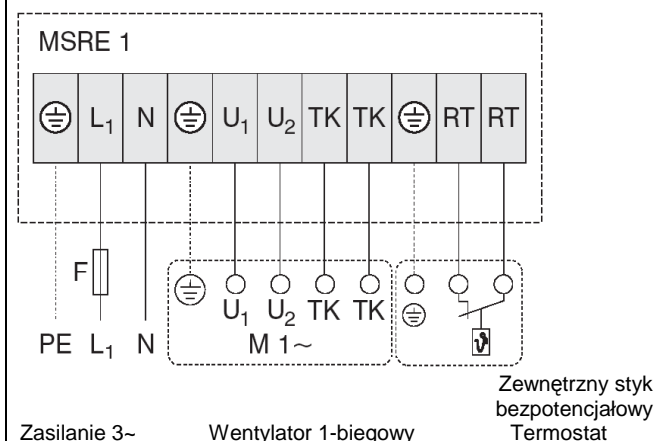 MSRE 1
L1 N U1 U2 TK TK RT RT
F
U1 U2 TK TK
PE L1 N M 1~
Zewnętrzny styk
bezpotencjałowy
Zasilanie 3~ Wentylator 1-biegowy Termostat